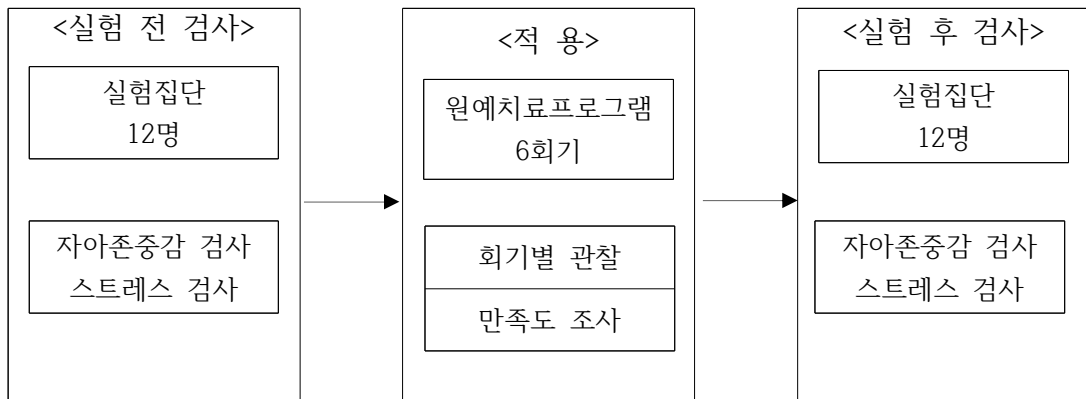 <실험 전 검사>
실험집단
12명
자아존중감 검사
스트레스 검사
<적 용>
원예치료프로그램
6회기
회기별 관찰
만족도 조사
<실험 후 검사>
실험집단
12명
자아존중감 검사
스트레스 검사